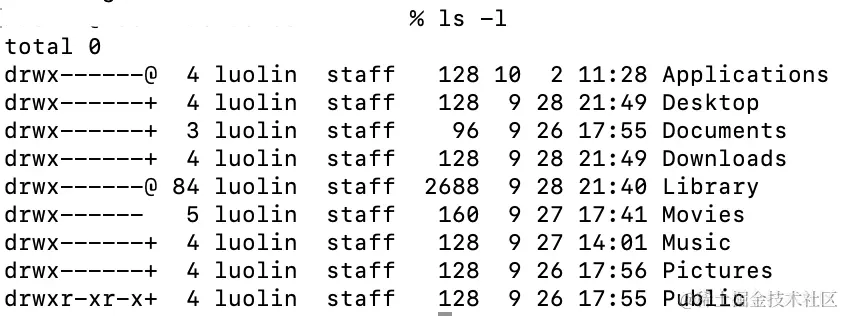 % ls -l
total 0
drwx------@  4 luolin  staff   128 10  2 11:28 Applications
drwx------+  4 luolin  staff   128  9 28 21:49 Desktop
drwx------+  3 luolin  staff    96  9 26 17:55 Documents
drwx------+  4 luolin  staff   128  9 28 21:49 Downloads
drwx------@ 84 luolin  staff  2688  9 28 21:40 Library
drwx------   5 luolin  staff   160  9 27 17:41 Movies
drwx------+  4 luolin  staff   128  9 27 14:01 Music
drwx------+  4 luolin  staff   128  9 26 17:56 Pictures
drwxr-xr-x+  4 luolin  staff   128  9 26 17:55 Public
@稀土掘金技术社区